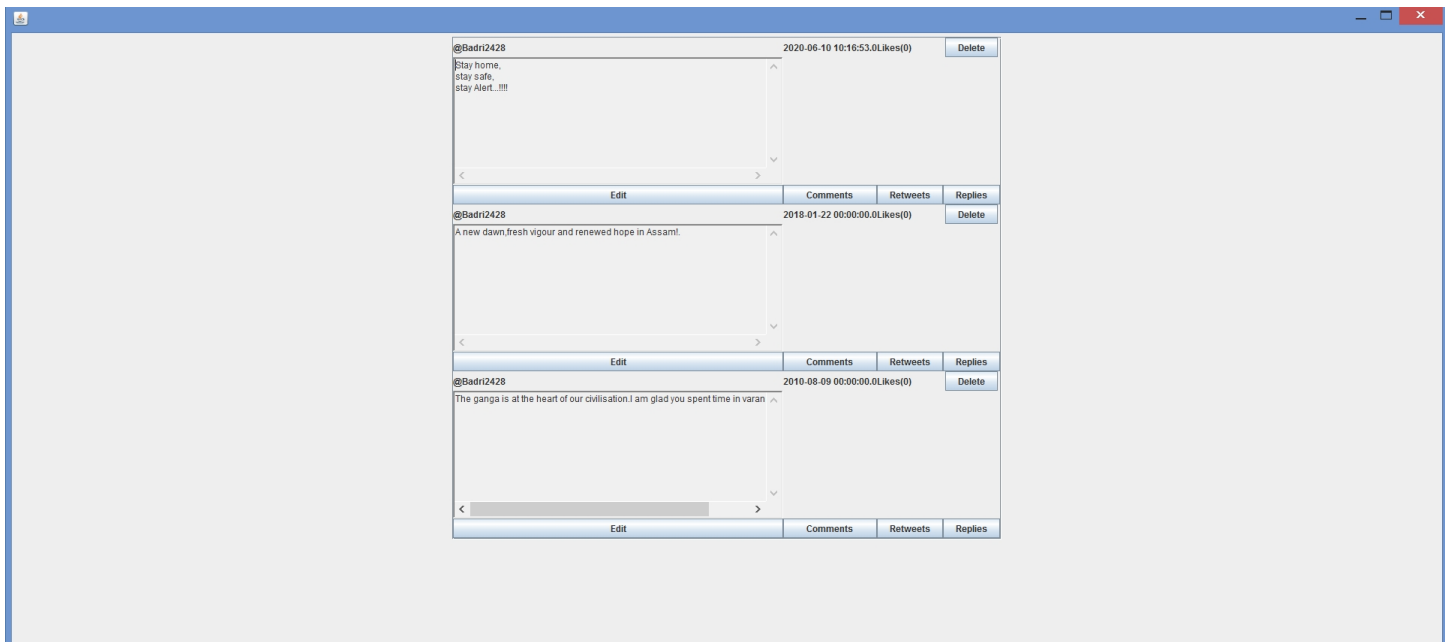 @Badri2428 2020-06-10 10:16:53.0Likes(0) Delete
Stay home,
stay safe,
stay Alert...!!!!
Edit Comments Retweets Replies
@Badri2428 2018-01-22 00:00:00.0Likes(0) Delete
A new dawn,fresh vigour and renewed hope in Assam!.
Edit Comments Retweets Replies
@Badri2428 2010-08-09 00:00:00.0Likes(0) Delete
The ganga is at the heart of our civilisation.I am glad you spent time in varan
Edit Comments Retweets Replies